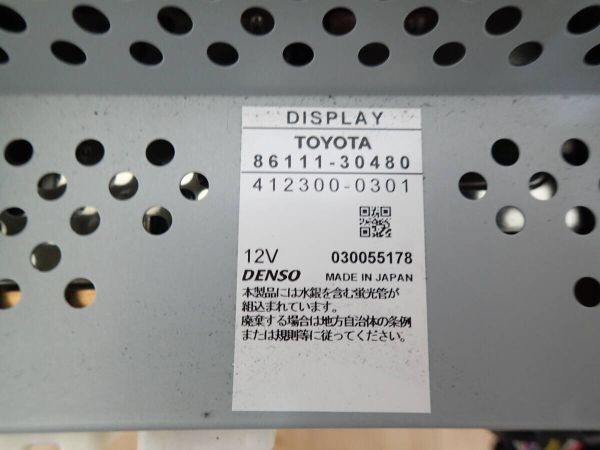 DISPLAY
TOYOTA
86111-30480
412300-0301
12V 030055178
DENSO MADE IN JAPAN
本製品には水銀を含む蛍光管が
組込まれています。
廃棄する場合は地方自治体の条例
または規則等に従ってください。